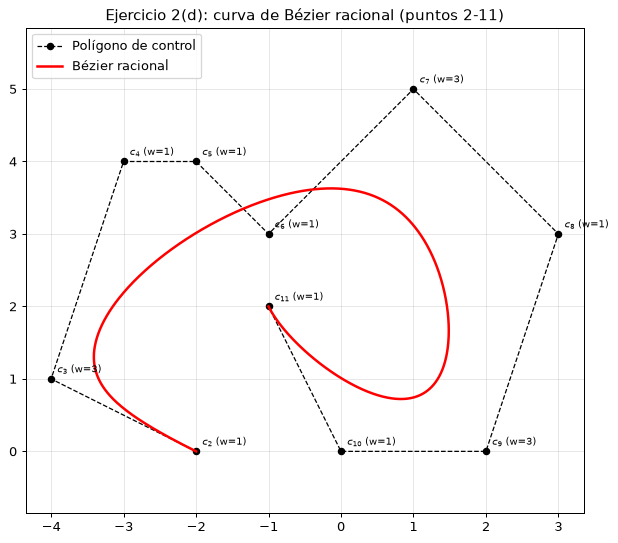 Ejercicio 2(d): curva de Bézier racional (puntos 2-11)
Polígono de control
Bézier racional
c₇ (w=3)
c₄ (w=1)
c₅ (w=1)
c₆ (w=1)
c₈ (w=1)
c₁₁ (w=1)
c₃ (w=3)
c₂ (w=1)
c₁₀ (w=1)
c₉ (w=3)
5
4
3
2
1
0
−4 −3 −2 −1 0 1 2 3